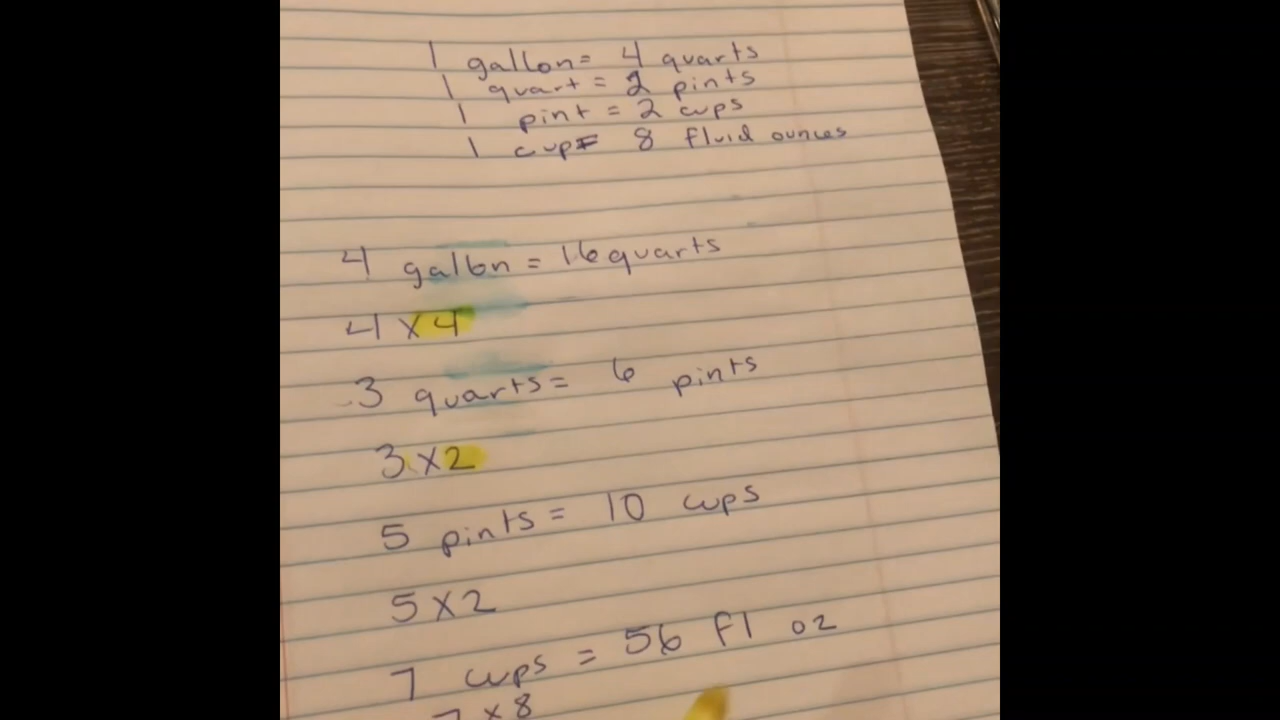 1 gallon = 4 quarts
1 quart = 2 pints
1 pint = 2 cups
1 cup = 8 fluid ounces
4 gallon = 16 quarts
4 x 4
3 quarts = 6 pints
3 x 2
5 pints = 10 cups
5 x 2
7 cups = 56 fl oz
7 x 8